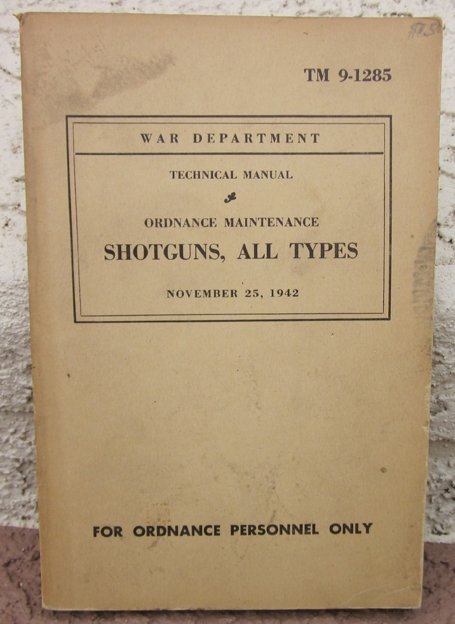 TM 9-1285
WAR DEPARTMENT
TECHNICAL MANUAL
ORDNANCE MAINTENANCE
SHOTGUNS, ALL TYPES
NOVEMBER 25, 1942
FOR ORDNANCE PERSONNEL ONLY